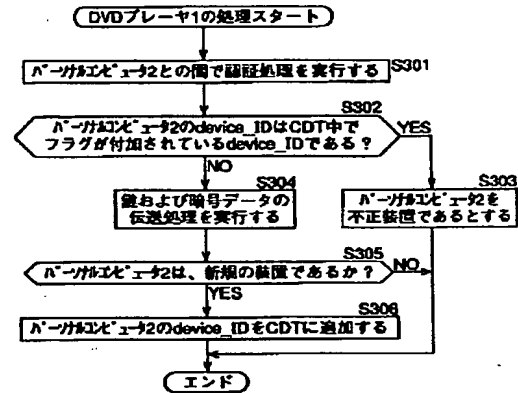 DVDプレーヤ1の処理スタート
パーソナルコンピュータ2との間で認証処理を実行する
S301
S302
パーソナルコンピュータ2のdevice_IDはCDT中で
フラグが付加されているdevice_IDである?
YES
NO
S304
鍵および暗号データの
伝送処理を実行する
S303
パーソナルコンピュータ2を
不正装置であるとする
S305
パーソナルコンピュータ2は、新規の装置であるか?
NO
YES
S306
パーソナルコンピュータ2のdevice_IDをCDTに追加する
エンド